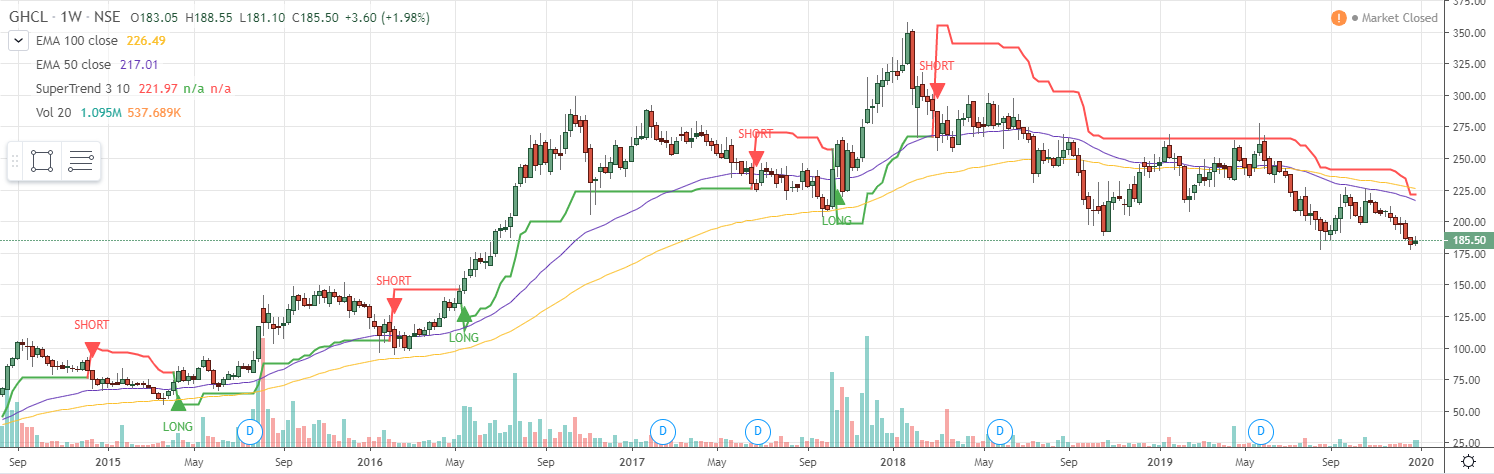 GHCL · 1W · NSE O183.05 H188.55 L181.10 C185.50 +3.60 (+1.98%)
! Market Closed
EMA 100 close 226.49
EMA 50 close 217.01
SuperTrend 3 10 221.97 n/a n/a
Vol 20 1.095M 537.689K
375.00
350.00
325.00
300.00
275.00
250.00
225.00
200.00
185.50
175.00
150.00
125.00
100.00
75.00
50.00
25.00
SHORT
SHORT
LONG
SHORT
LONG
SHORT
LONG
D D D D D
Sep 2015 May Sep 2016 May Sep 2017 May Sep 2018 May Sep 2019 May Sep 2020